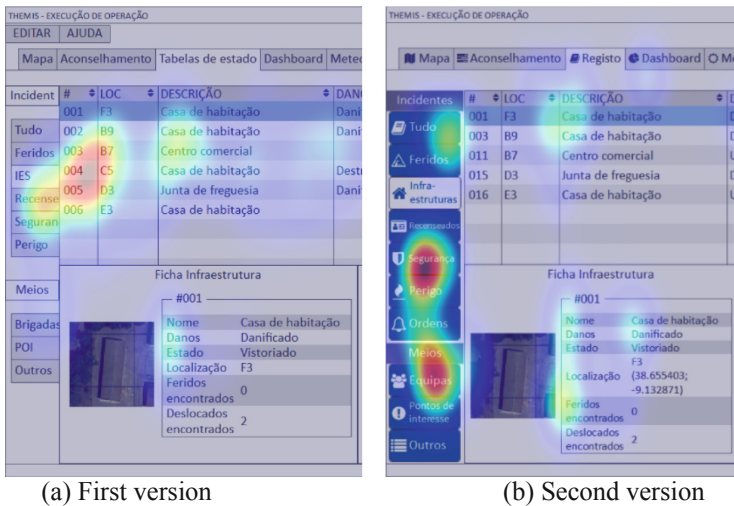 THEMIS - EXECUÇÃO DE OPERAÇÃO
EDITAR AJUDA
Mapa Aconselhamento Tabelas de estado Dashboard Meteo
Incident # LOC DESCRIÇÃO DANO
001 F3 Casa de habitação Dani
Tudo 002 B9 Casa de habitação Dani
Feridos 003 B7 Centro comercial
IES 004 C5 Casa de habitação Destr
Recense 005 D3 Junta de freguesia Dani
006 E3 Casa de habitação
Seguran
Perigo
Meios
Brigadas
POI
Outros
Ficha Infraestrutura
#001
Nome Casa de habitação
Danos Danificado
Estado Vistoriado
Localização F3
Feridos
encontrados 0
Deslocados
encontrados 2
(a) First version
THEMIS - EXECUÇÃO DE OPERAÇÃO
Mapa Aconselhamento Registo Dashboard Me
Incidentes # LOC DESCRIÇÃO D
001 F3 Casa de habitação D
Tudo 003 B9 Casa de habitação D
Feridos 011 B7 Centro comercial U
015 D3 Junta de freguesia D
Infra-
estruturas 016 E3 Casa de habitação U
Recenseados
Segurança
Perigo
Ordens
Meios
Equipas
Pontos de
interesse
Outros
Ficha Infraestrutura
#001
Nome Casa de habitação
Danos Danificado
Estado Vistoriado
F3
Localização (38.655403;
-9.132871)
Feridos
encontrados 0
Deslocados
encontrados 2
(b) Second version